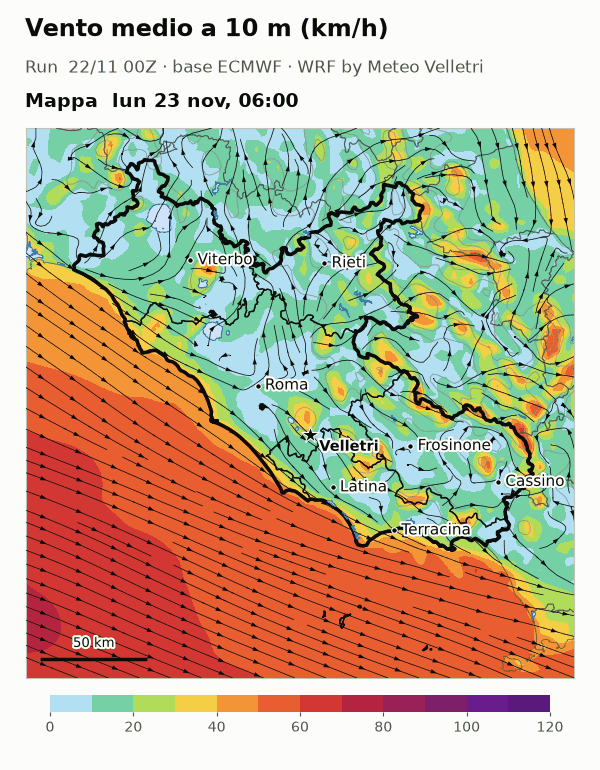 Vento medio a 10 m (km/h)
Run  22/11 00Z · base ECMWF · WRF by Meteo Velletri
Mappa  lun 23 nov, 06:00
Viterbo
Rieti
Roma
Velletri
Frosinone
Latina
Cassino
Terracina
50 km
0 20 40 60 80 100 120